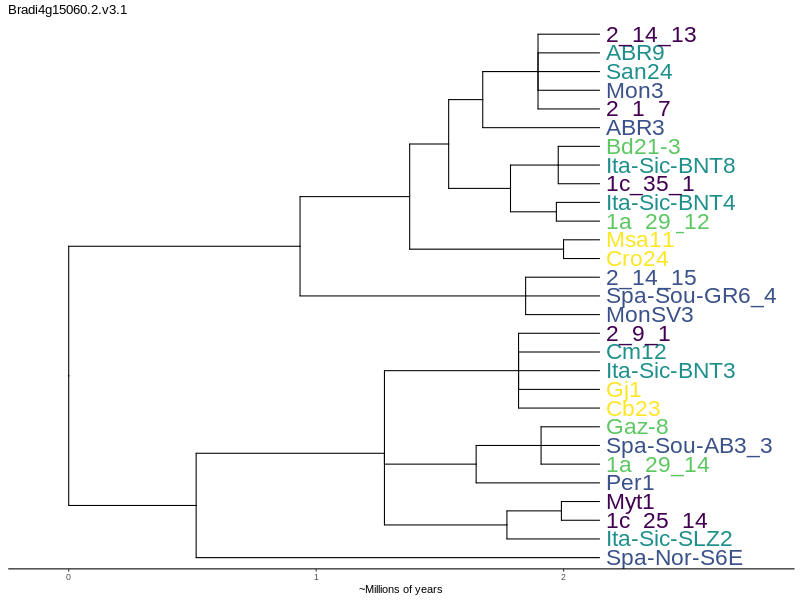 Bradi4g15060.2.v3.1
2_14_13
ABR9
San24
Mon3
2_1_7
ABR3
Bd21-3
Ita-Sic-BNT8
1c_35_1
Ita-Sic-BNT4
1a_29_12
Msa11
Cro24
2_14_15
Spa-Sou-GR6_4
MonSV3
2_9_1
Cm12
Ita-Sic-BNT3
Gj1
Cb23
Gaz-8
Spa-Sou-AB3_3
1a_29_14
Per1
Myt1
1c_25_14
Ita-Sic-SLZ2
Spa-Nor-S6E
0 1 2
~Millions of years